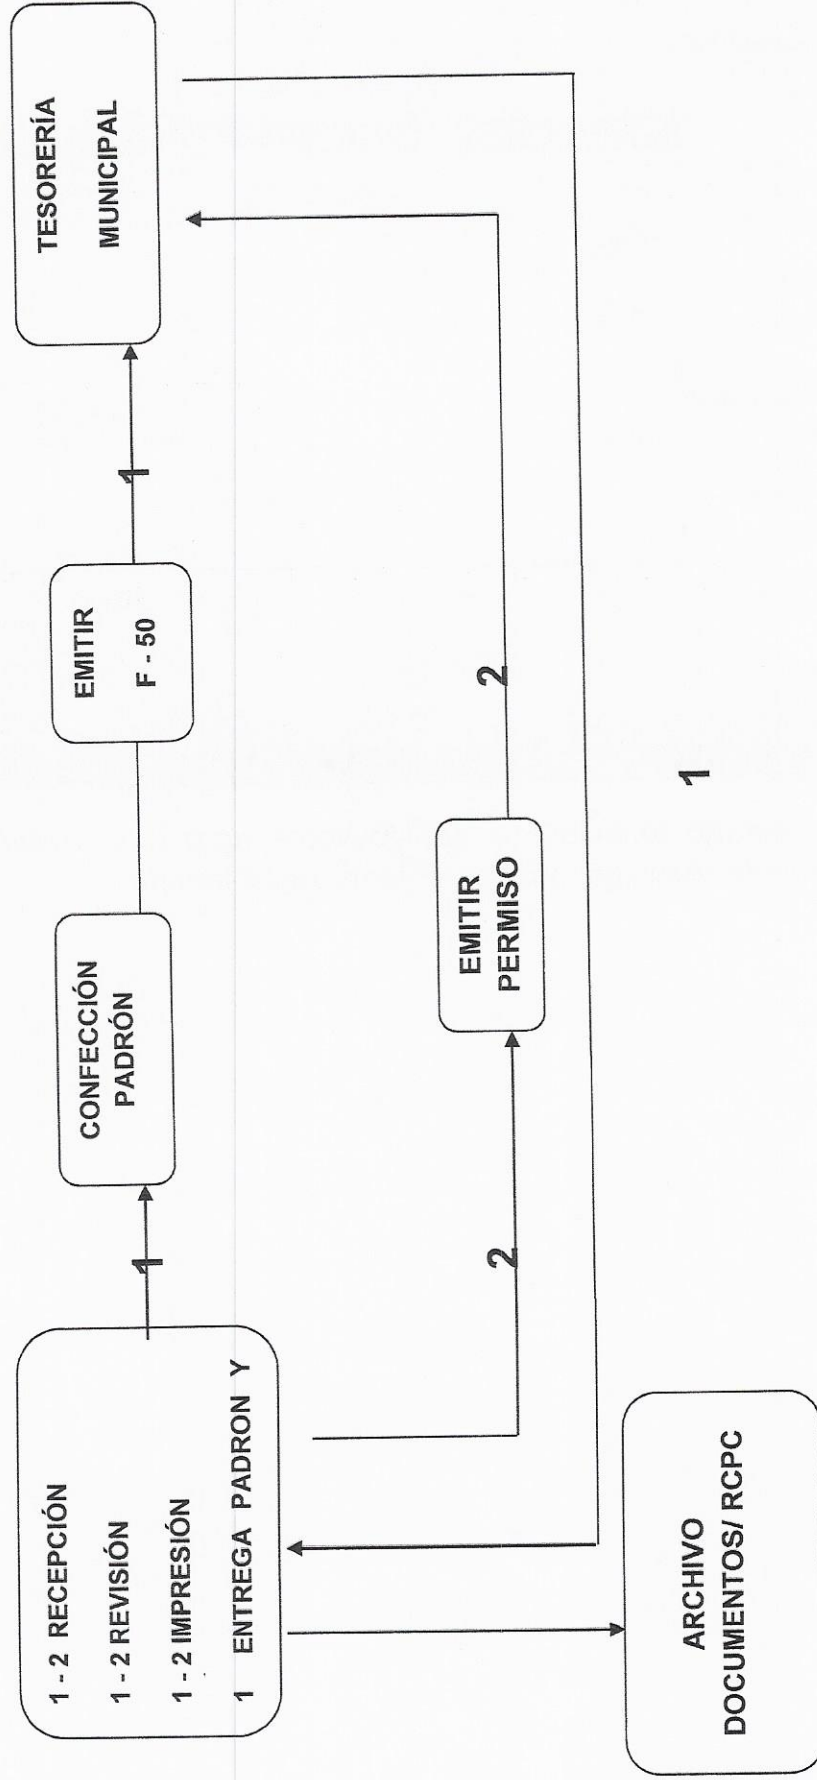 1 - 2 RECEPCIÓN
1 - 2 REVISIÓN
1 - 2 IMPRESIÓN
1 ENTREGA PADRON Y
1
CONFECCIÓN
PADRÓN
EMITIR
F - 50
1
TESORERÍA
MUNICIPAL
2
EMITIR
PERMISO
2
1
ARCHIVO
DOCUMENTOS/ RCPC